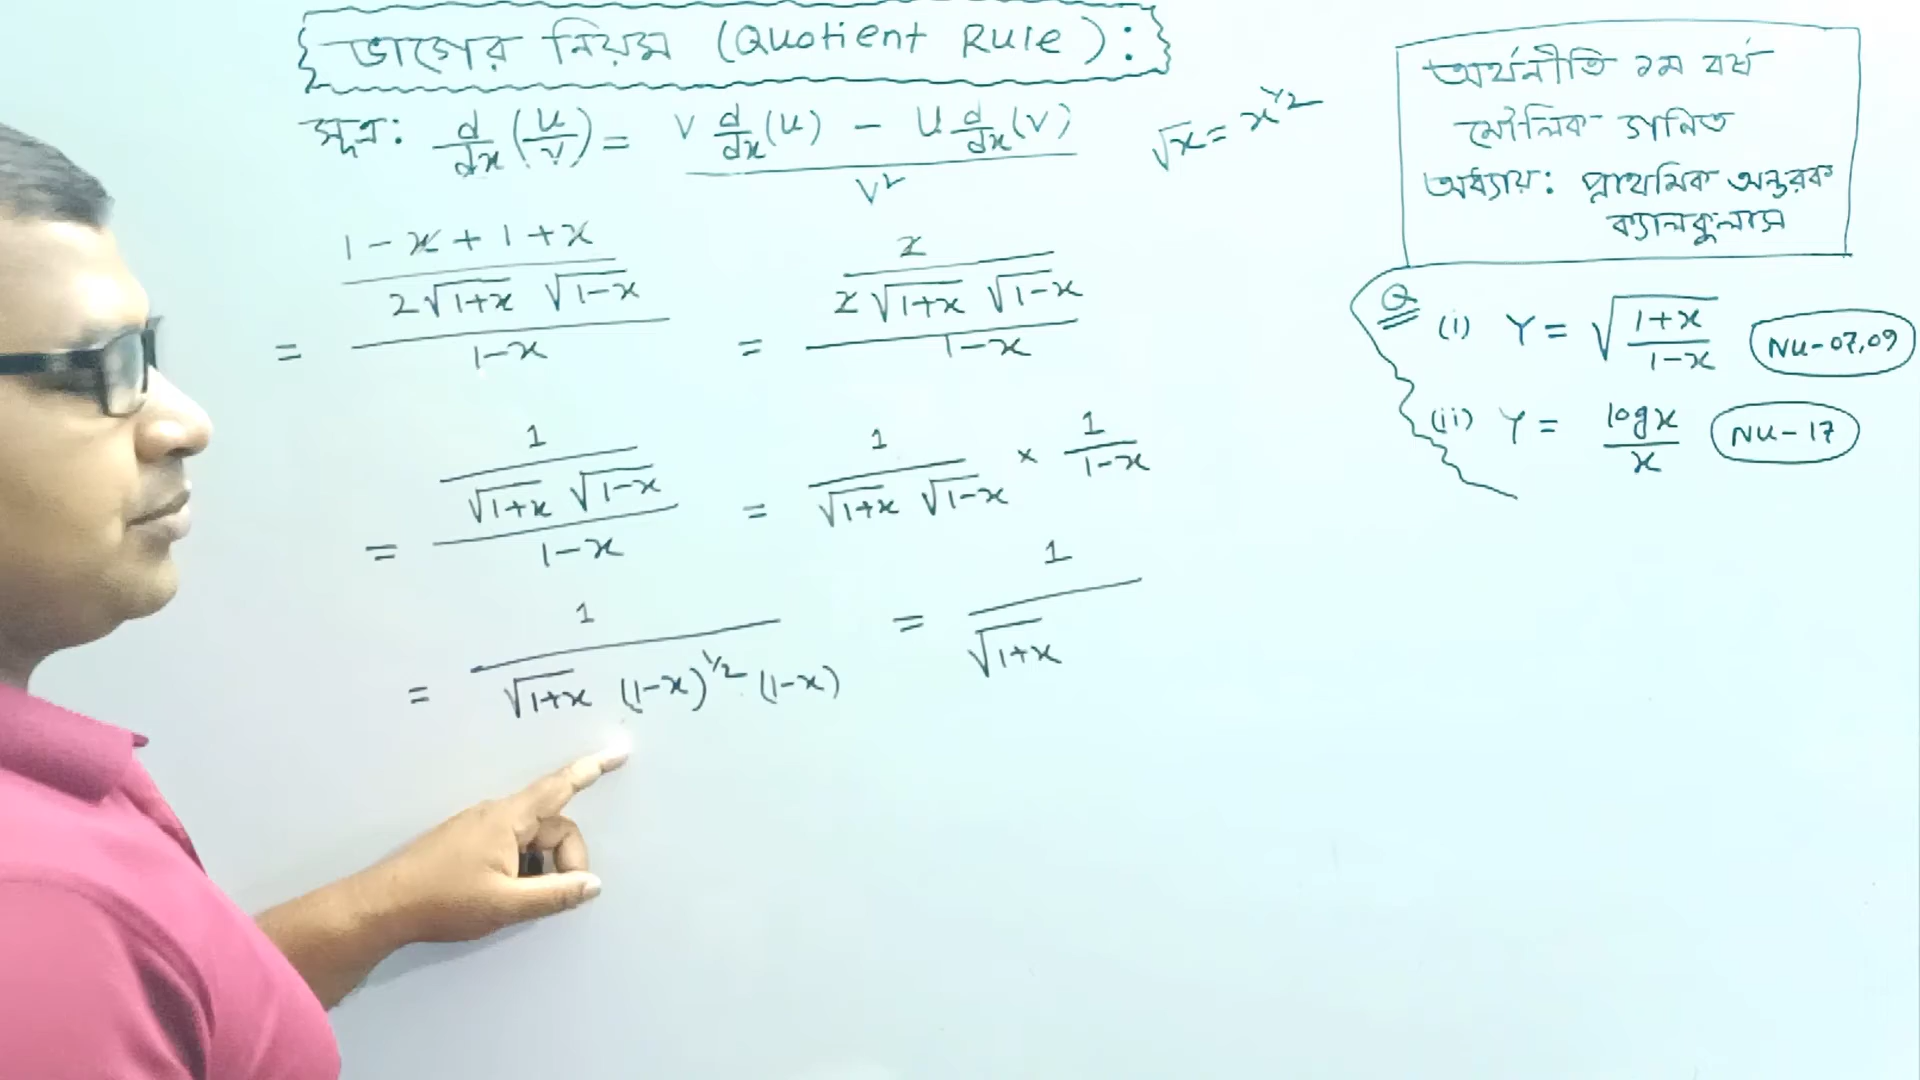 ভাগের নিয়ম (Quotient Rule):
সূত্র: d/dx (u/v) = (v d/dx (u) - u d/dx (v)) / v²
√x = x^1/2
= ((1-x+1+x) / (2√1+x √1-x)) / (1-x) = (2 / (2√1+x √1-x)) / (1-x)
= (1 / (√1+x √1-x)) / (1-x) = 1 / (√1+x √1-x) × 1 / (1-x)
= 1 / (√1+x (1-x)^1/2 (1-x)) = 1 / √1+x
অর্থনীতি ১ম বর্ষ
মৌলিক গনিত
অধ্যায়: প্রাথমিক অন্তরক
ক্যালকুলাস
Q (i) Y = √((1+x)/(1-x)) NU-07,09
(ii) Y = logx / x NU-17